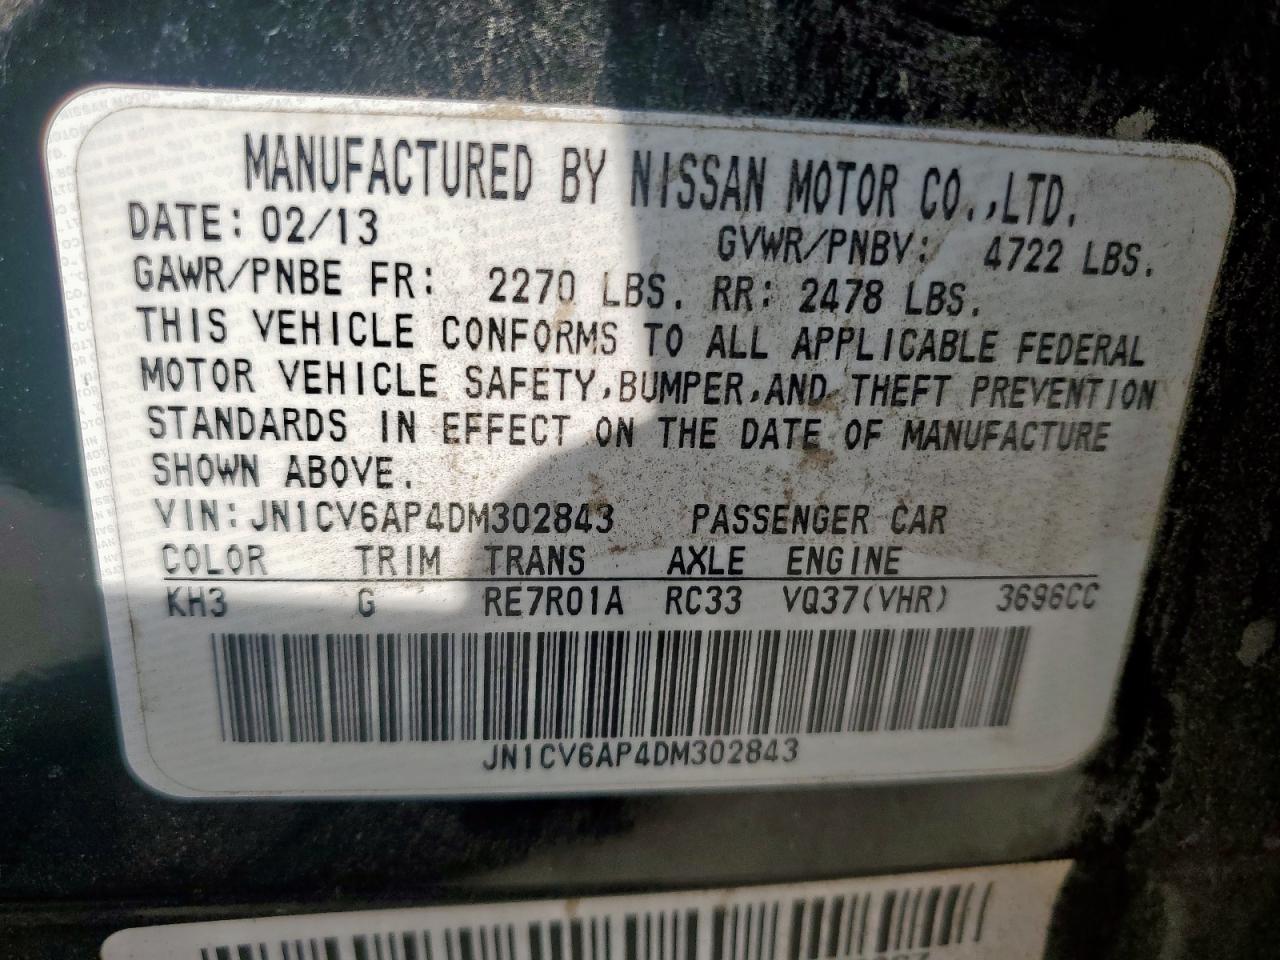 MANUFACTURED BY NISSAN MOTOR CO.,LTD.
DATE: 02/13 GVWR/PNBV: 4722 LBS.
GAWR/PNBE FR: 2270 LBS. RR: 2478 LBS.
THIS VEHICLE CONFORMS TO ALL APPLICABLE FEDERAL
MOTOR VEHICLE SAFETY,BUMPER,AND THEFT PREVENTION
STANDARDS IN EFFECT ON THE DATE OF MANUFACTURE
SHOWN ABOVE.
VIN:JN1CV6AP4DM302843 PASSENGER CAR
COLOR TRIM TRANS AXLE ENGINE
KH3 G RE7R01A RC33 VQ37(VHR) 3696CC
JN1CV6AP4DM302843